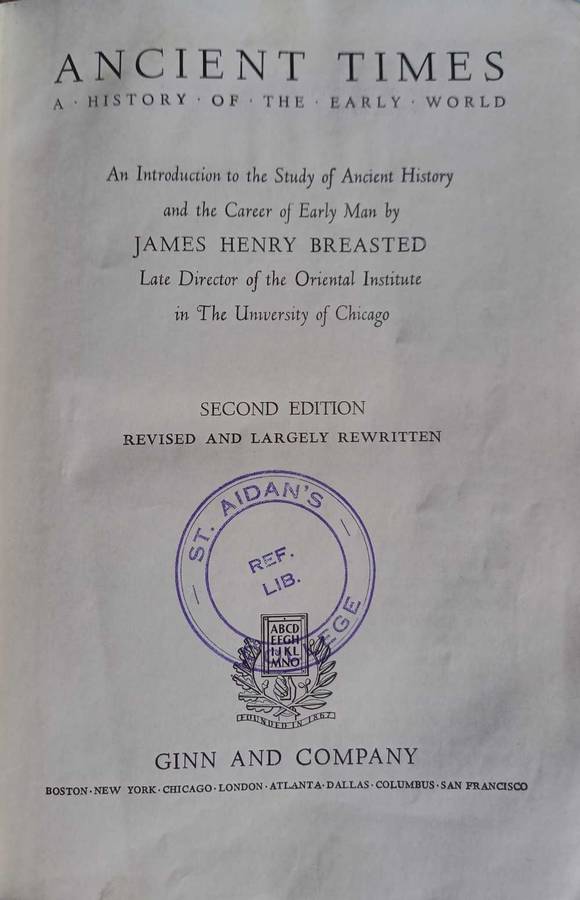 ANCIENT TIMES
A · HISTORY · OF · THE · EARLY · WORLD
An Introduction to the Study of Ancient History
and the Career of Early Man by
JAMES HENRY BREASTED
Late Director of the Oriental Institute
in The University of Chicago
SECOND EDITION
REVISED AND LARGELY REWRITTEN
ST. AIDAN'S
REF.
LIB.
ABCD
EFGH
IJKL
MNO
FOUNDED IN 1867
GINN AND COMPANY
BOSTON · NEW YORK · CHICAGO · LONDON · ATLANTA · DALLAS · COLUMBUS · SAN FRANCISCO